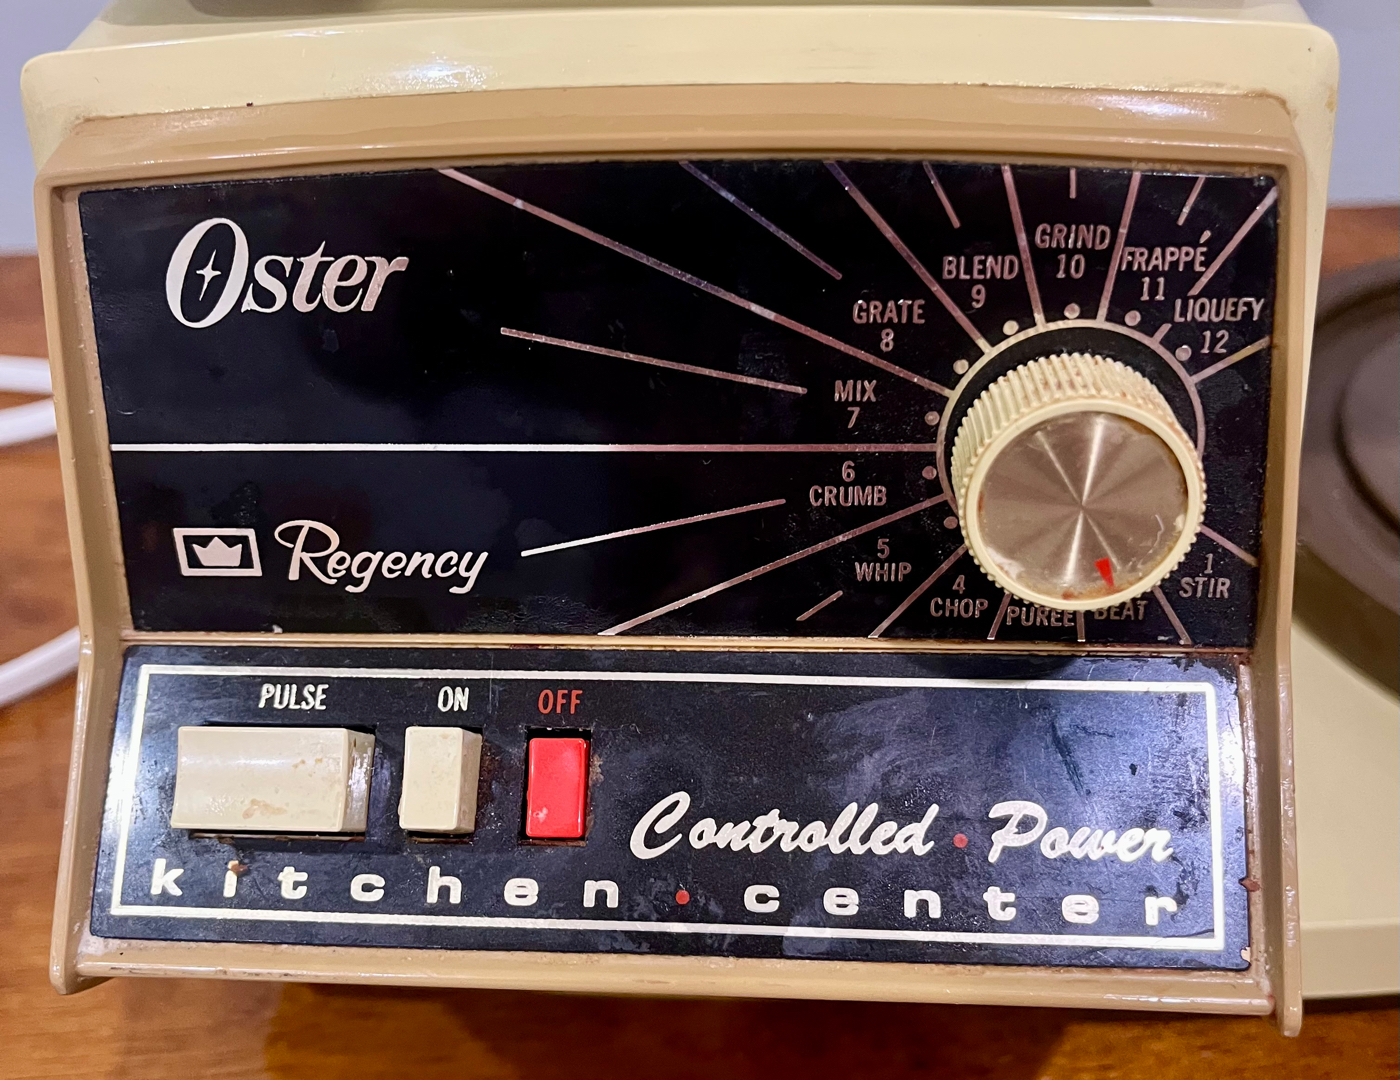 Oster
GRIND
10
BLEND
9
FRAPPÉ
11
GRATE
8
LIQUEFY
12
MIX
7
6
CRUMB
5
WHIP
4
CHOP
PUREE
BEAT
1
STIR
Regency
PULSE
ON
OFF
Controlled • Power
kitchen • center